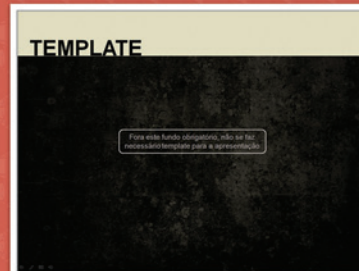 TEMPLATE
Fora este fundo obrigatório, não se faz
necessário template para a apresentação